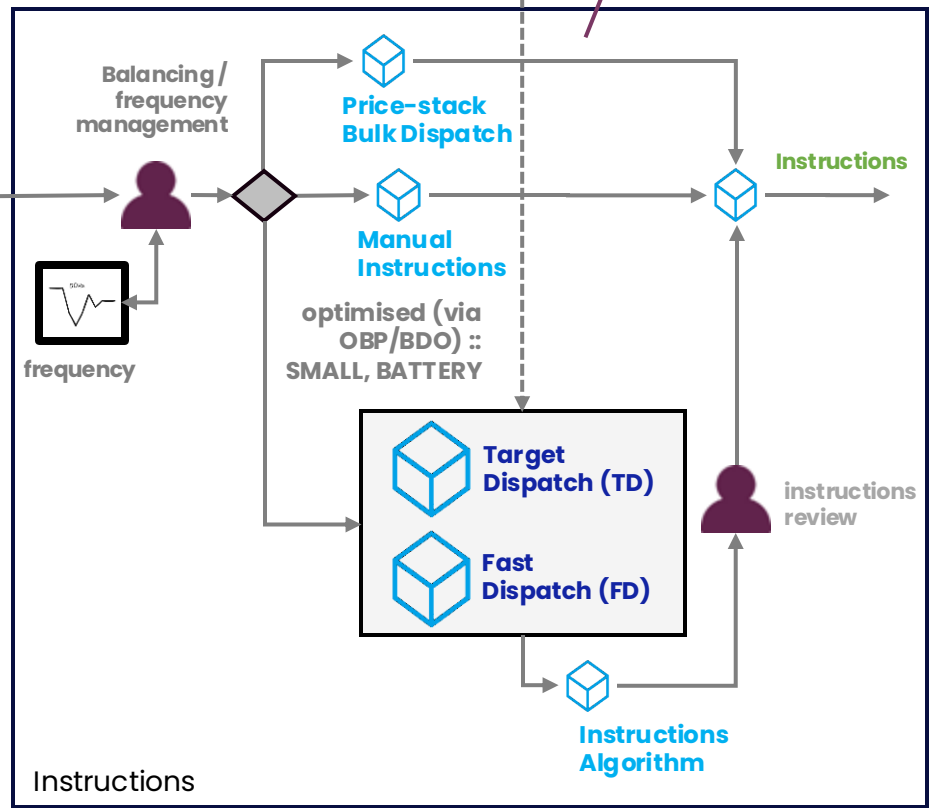 Balancing /
frequency
management
Price-stack
Bulk Dispatch
Instructions
Manual
Instructions
50Hz
frequency
optimised (via
OBP/BDO) ::
SMALL, BATTERY
Target
Dispatch (TD)
Fast
Dispatch (FD)
instructions
review
Instructions
Algorithm
Instructions